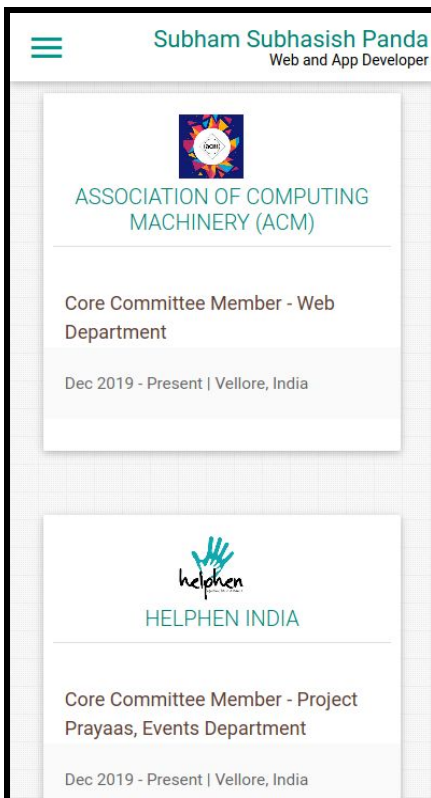 Subham Subhasish Panda
Web and App Developer
(acm)
ASSOCIATION OF COMPUTING
MACHINERY (ACM)
Core Committee Member - Web
Department
Dec 2019 - Present | Vellore, India
helphen
HELPHEN INDIA
Core Committee Member - Project
Prayaas, Events Department
Dec 2019 - Present | Vellore, India